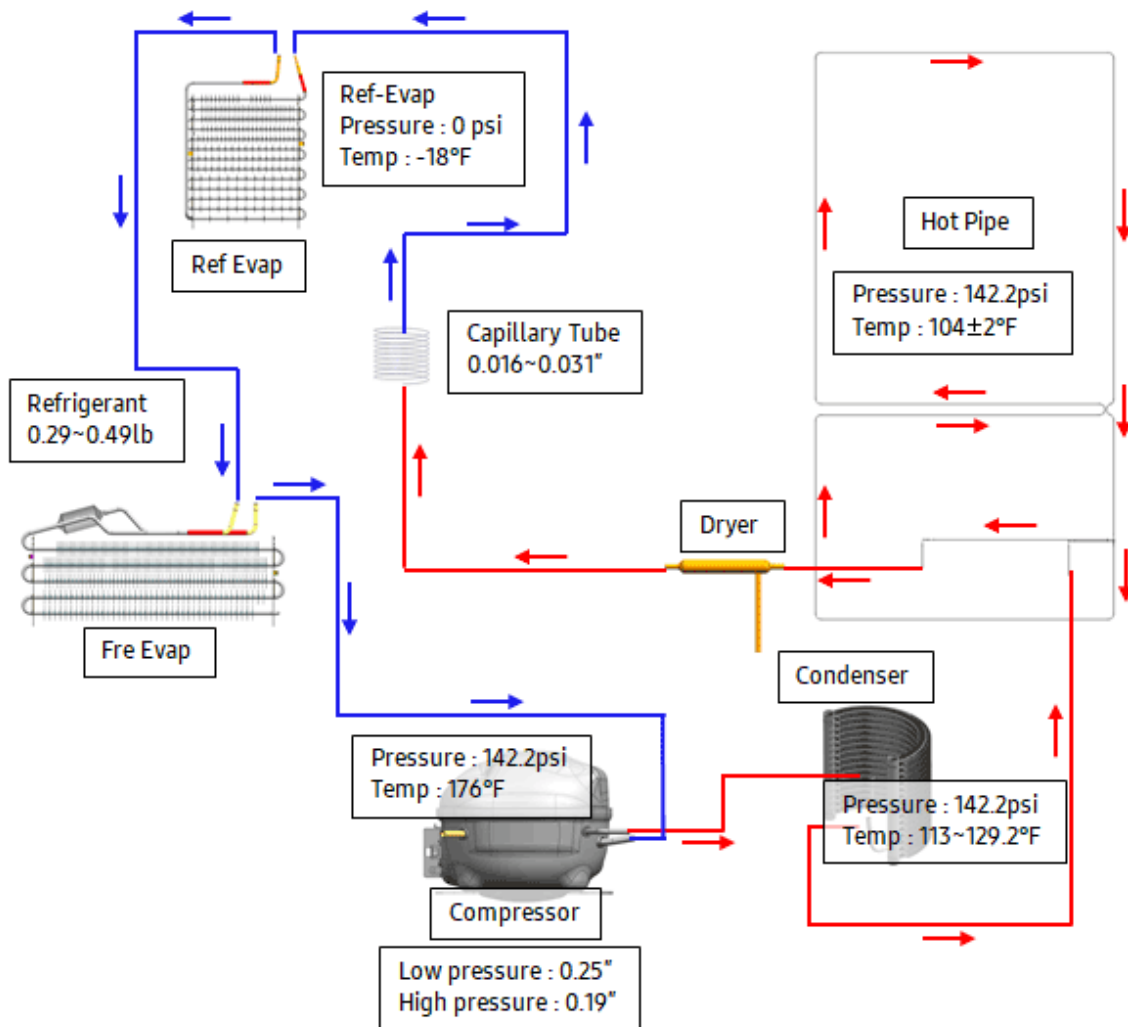 Ref-Evap
Pressure : 0 psi
Temp : -18°F
Ref Evap
Hot Pipe
Pressure : 142.2psi
Temp : 104±2°F
Capillary Tube
0.016~0.031"
Refrigerant
0.29~0.49lb
Dryer
Fre Evap
Condenser
Pressure : 142.2psi
Temp : 176°F
Pressure : 142.2psi
Temp : 113~129.2°F
Compressor
Low pressure : 0.25"
High pressure : 0.19"